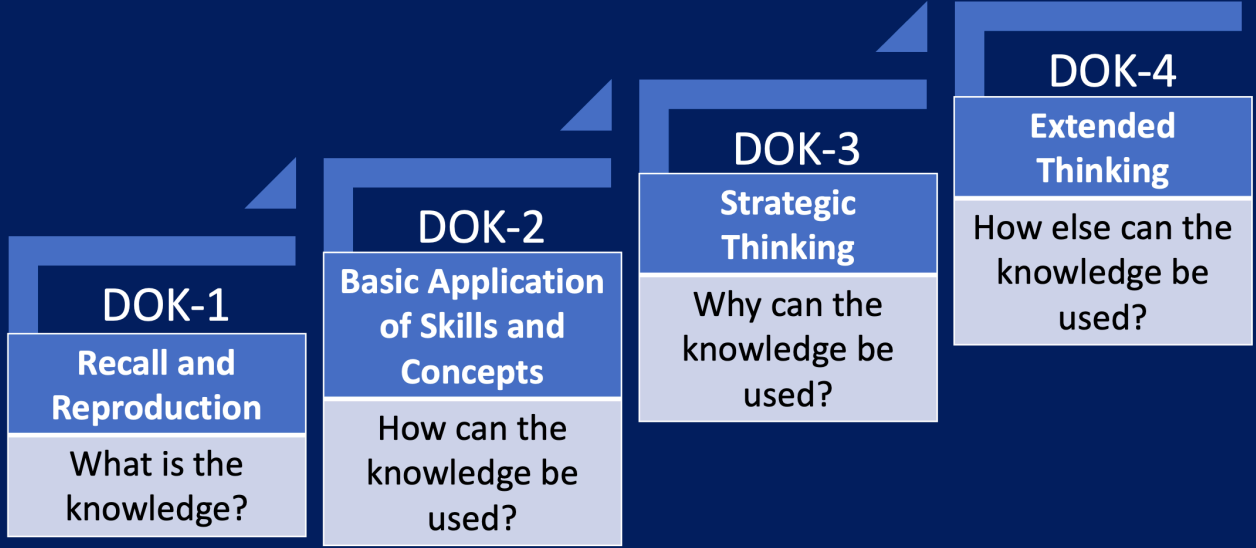 DOK-1
Recall and
Reproduction
What is the
knowledge?
DOK-2
Basic Application
of Skills and
Concepts
How can the
knowledge be
used?
DOK-3
Strategic
Thinking
Why can the
knowledge be
used?
DOK-4
Extended
Thinking
How else can the
knowledge be
used?